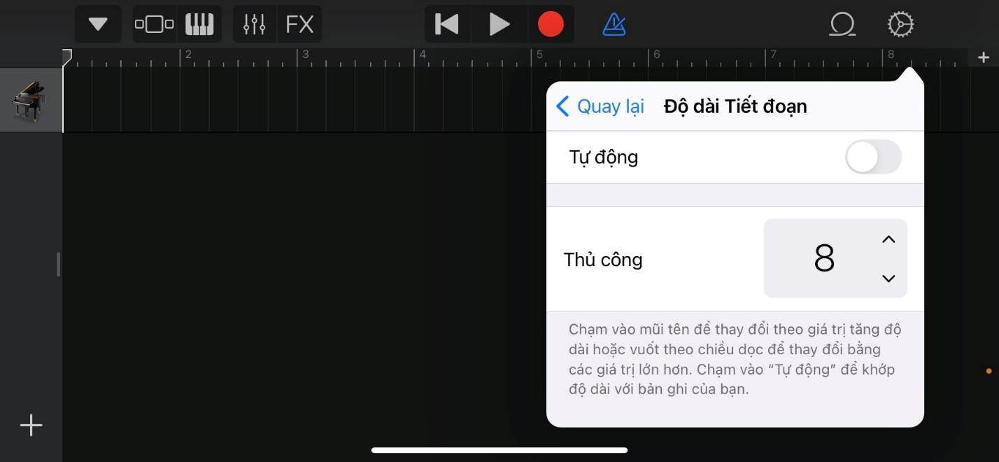 FX
2 3 4 5 6 7 8
Quay lại Độ dài Tiết đoạn
Tự động
Thủ công 8
Chạm vào mũi tên để thay đổi theo giá trị tăng độ
dài hoặc vuốt theo chiều dọc để thay đổi bằng
các giá trị lớn hơn. Chạm vào “Tự động” để khớp
độ dài với bản ghi của bạn.